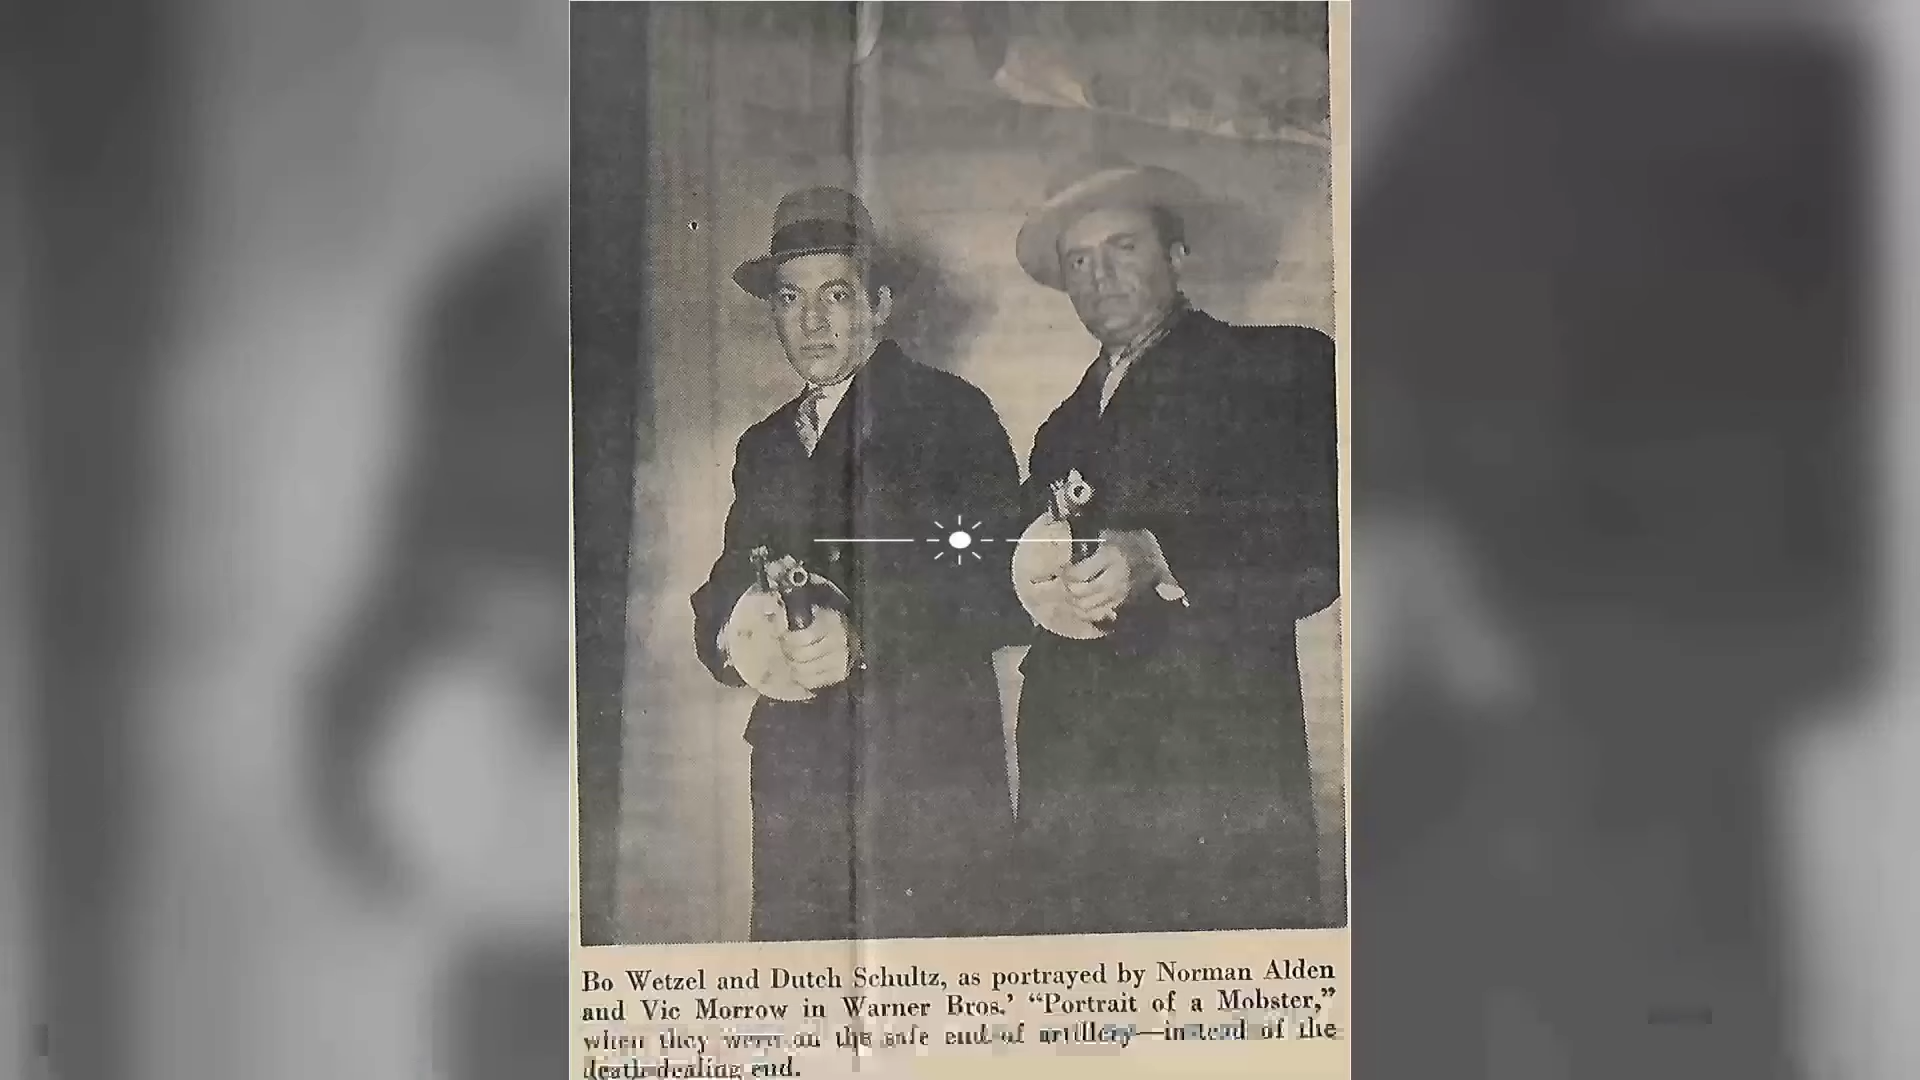 Bo Wetzel and Dutch Schultz, as portrayed by Norman Alden
and Vic Morrow in Warner Bros.' “Portrait of a Mobster,”
when they were on the safe end of artillery—instead of the
death-dealing end.